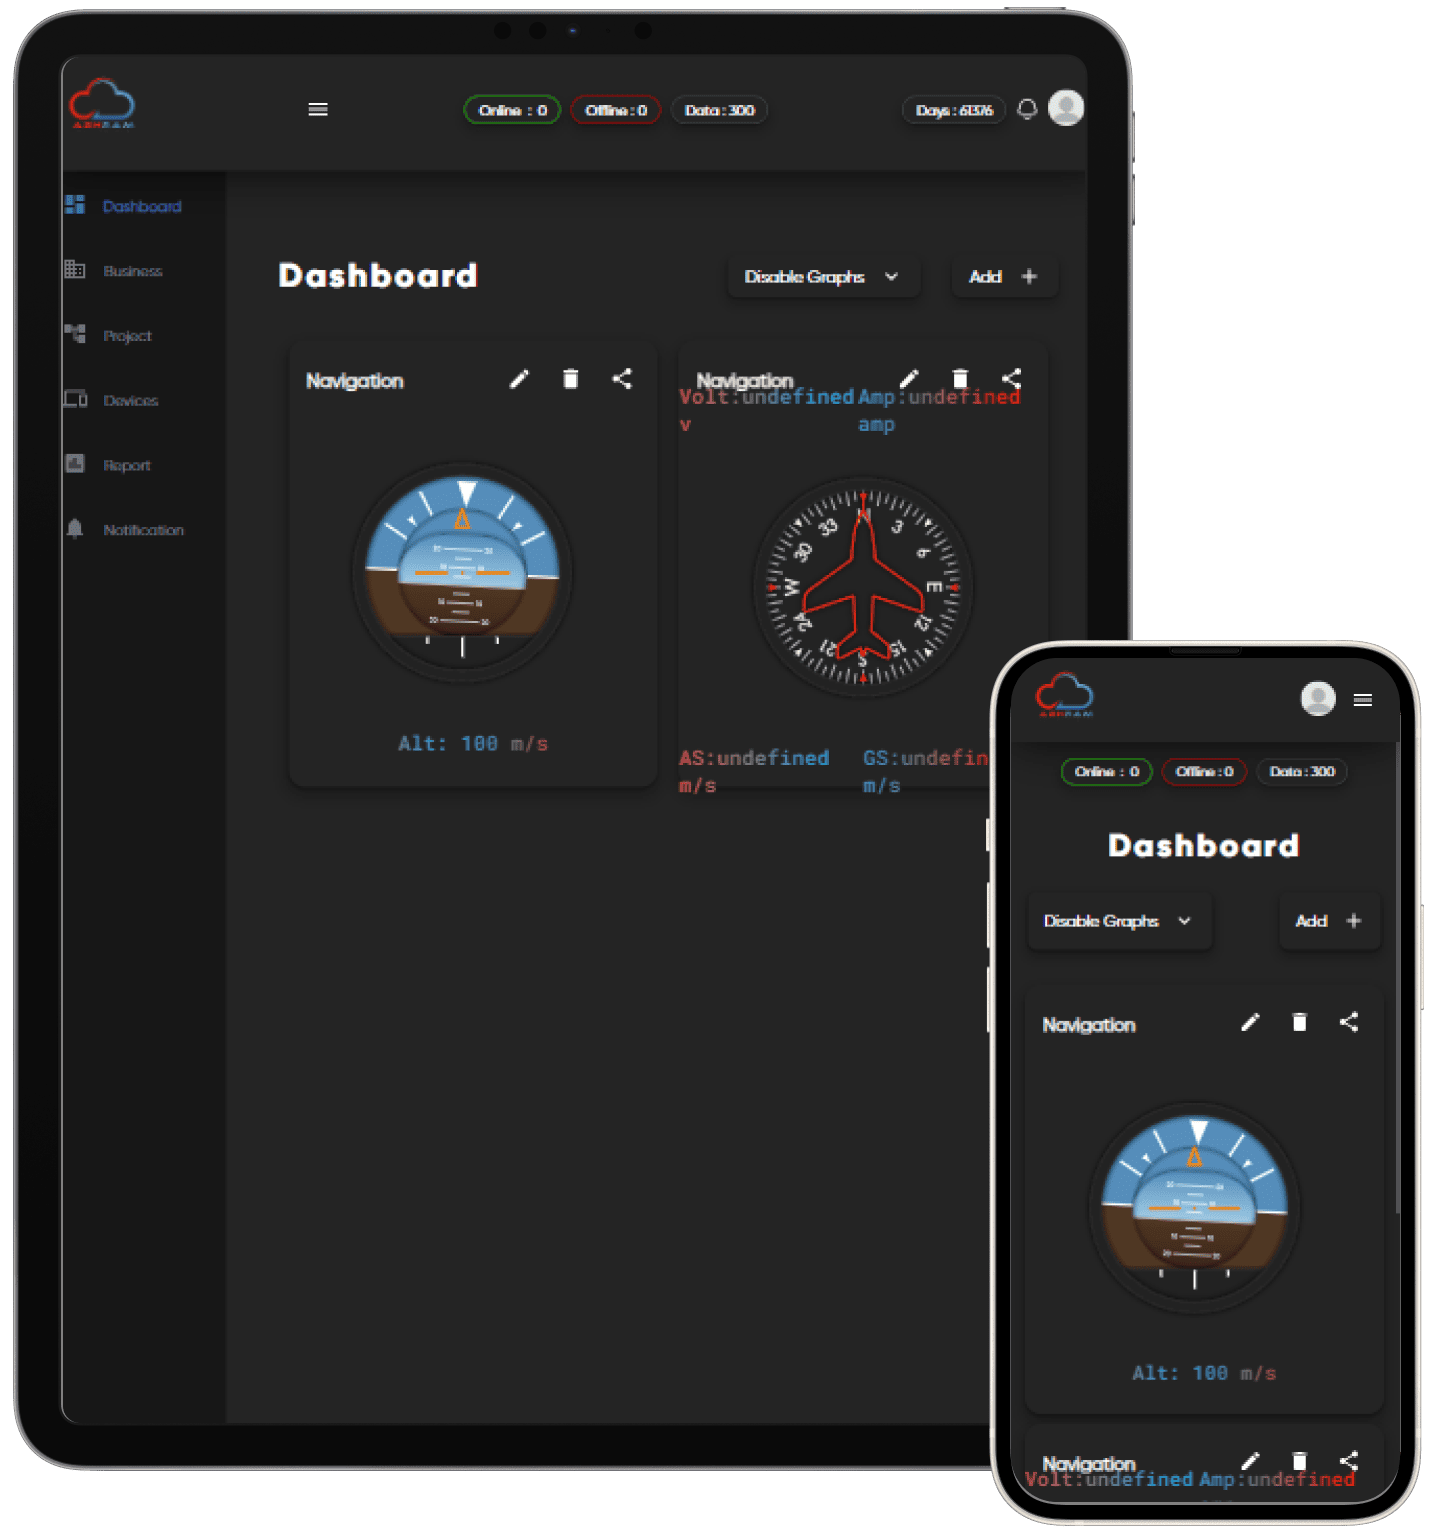 Online : 0
Offline : 0
Data : 300
Days : 61376
Dashboard
Business
Project
Devices
Report
Notification
Dashboard
Disable Graphs
Add +
Navigation
Alt: 100 m/s
Navigation
Volt:undefined Amp:undefined
v amp
N
3
6
E
12
15
S
21
24
W
30
33
AS:undefined GS:undefin
m/s m/s
Online : 0
Offline : 0
Data : 300
Dashboard
Disable Graphs
Add +
Navigation
Alt: 100 m/s
Navigation
Volt:undefined Amp:undefined